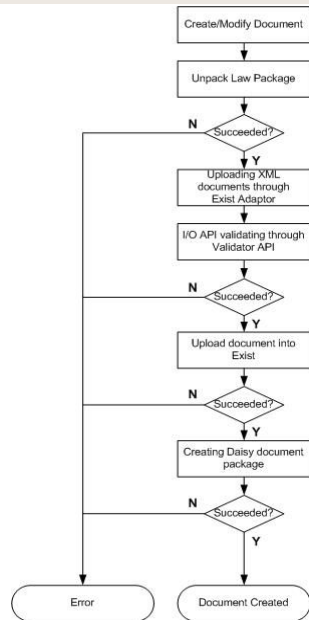 Create/Modify Document
Unpack Law Package
N
Succeeded?
Y
Uploading XML
documents through
Exist Adaptor
I/O API validating through
Validator API
N
Succeeded?
Y
Upload document into
Exist
N
Succeeded?
Y
Creating Daisy document
package
N
Succeeded?
Y
Error
Document Created